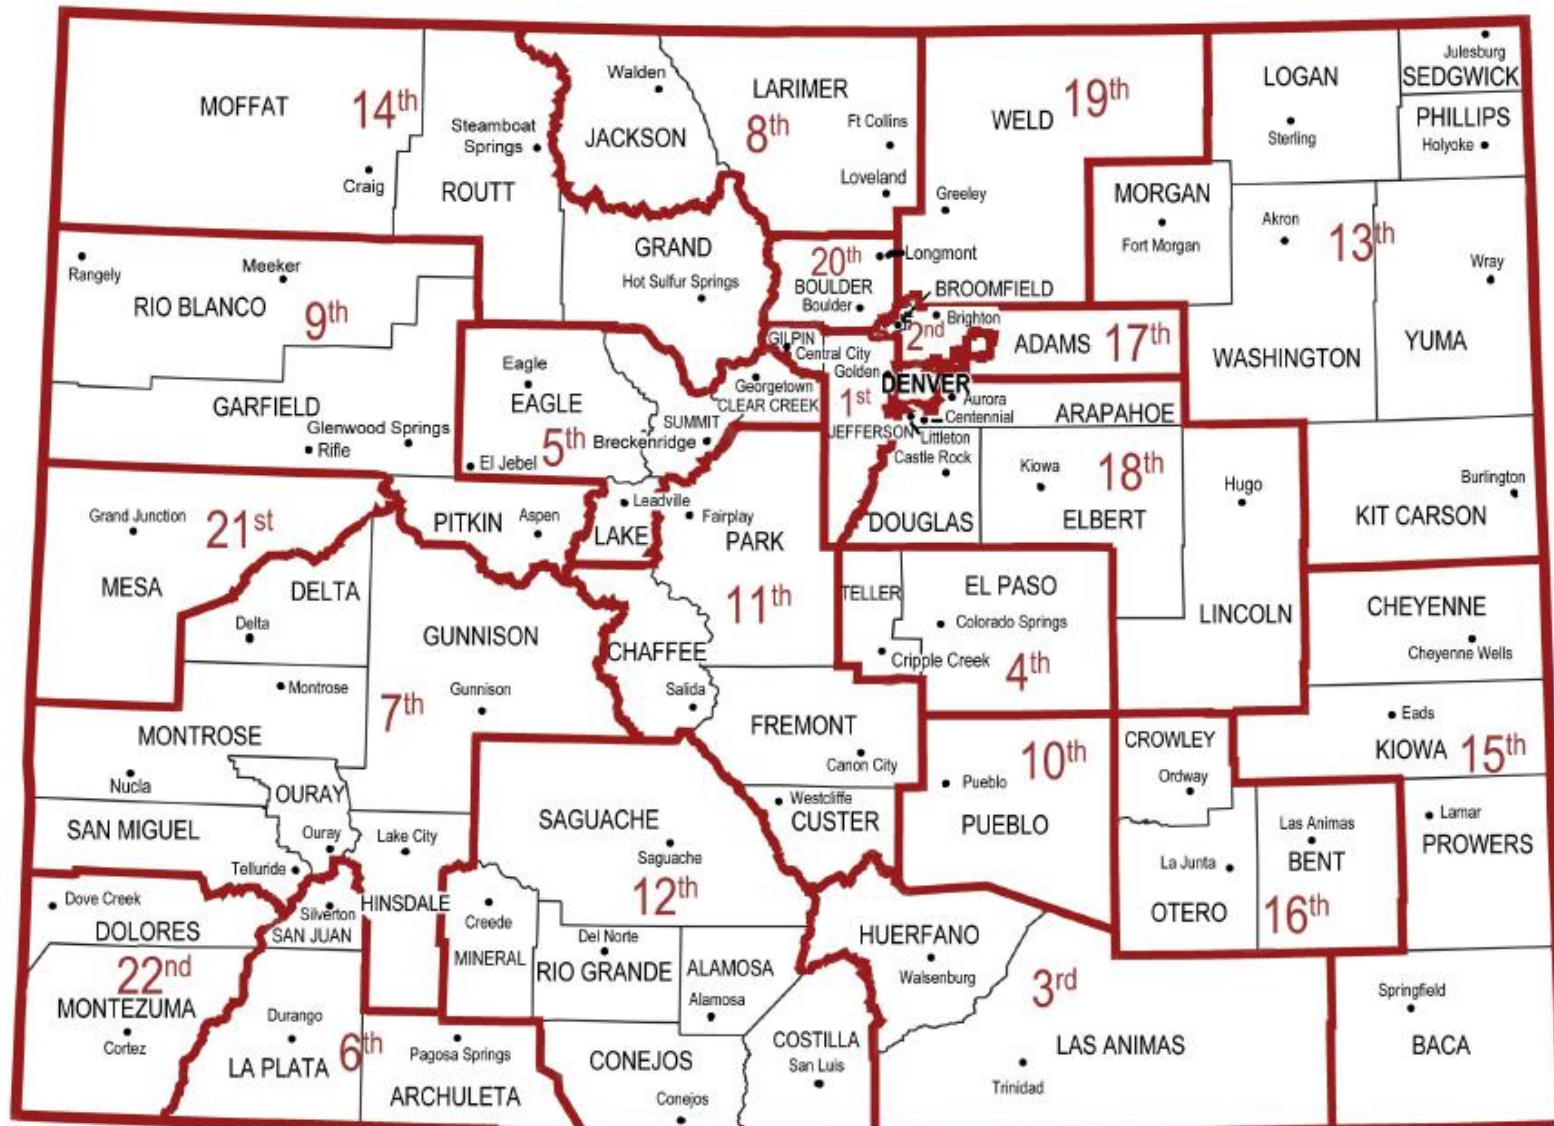 Julesburg
LOGAN
SEDGWICK
Walden
LARIMER
MOFFAT
14th
19th
WELD
PHILLIPS
Steamboat
Springs
JACKSON
8th
Ft Collins
Sterling
Holyoke
Craig
ROUTT
Loveland
Greeley
MORGAN
Akron
Fort Morgan
13th
GRAND
Rangely
Meeker
Hot Sulfur Springs
20th
Longmont
Wray
RIO BLANCO
9th
BOULDER
Boulder
BROOMFIELD
2nd
Brighton
ADAMS
17th
GILPIN
Central City
WASHINGTON
YUMA
Eagle
Golden
Georgetown
DENVER
EAGLE
CLEAR CREEK
1st
Aurora
GARFIELD
SUMMIT
Centennial
ARAPAHOE
Glenwood Springs
5th
Breckenridge
JEFFERSON
Littleton
Rifle
El Jebel
Castle Rock
Kiowa
18th
Hugo
Burlington
Leadville
Grand Junction
21st
PITKIN
Aspen
LAKE
Fairplay
PARK
DOUGLAS
ELBERT
KIT CARSON
MESA
DELTA
11th
TELLER
EL PASO
LINCOLN
CHEYENNE
Delta
GUNNISON
CHAFFEE
Colorado Springs
Cripple Creek
4th
Cheyenne Wells
Montrose
7th
Gunnison
Salida
FREMONT
MONTROSE
Canon City
10th
CROWLEY
Eads
KIOWA
15th
Nucla
OURAY
Westcliffe
Pueblo
Ordway
SAN MIGUEL
Ouray
Lake City
SAGUACHE
CUSTER
PUEBLO
Las Animas
Lamar
PROWERS
Telluride
Saguache
La Junta
BENT
Dove Creek
HINSDALE
12th
Silverton
Creede
OTERO
16th
DOLORES
SAN JUAN
Del Norte
HUERFANO
MINERAL
RIO GRANDE
ALAMOSA
Walsenburg
22nd
MONTEZUMA
Alamosa
3rd
Springfield
Durango
Cortez
6th
Pagosa Springs
CONEJOS
COSTILLA
San Luis
LAS ANIMAS
BACA
LA PLATA
ARCHULETA
Conejos
Trinidad